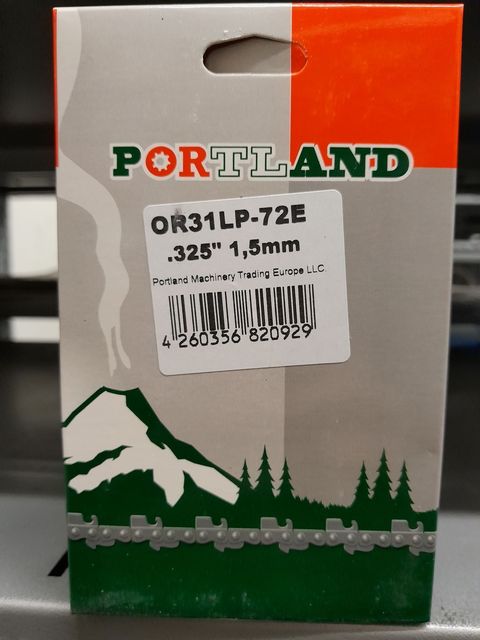 PORTLAND
OR31LP-72E
.325" 1,5mm
Portland Machinery Trading Europe LLC
4 260356 820929